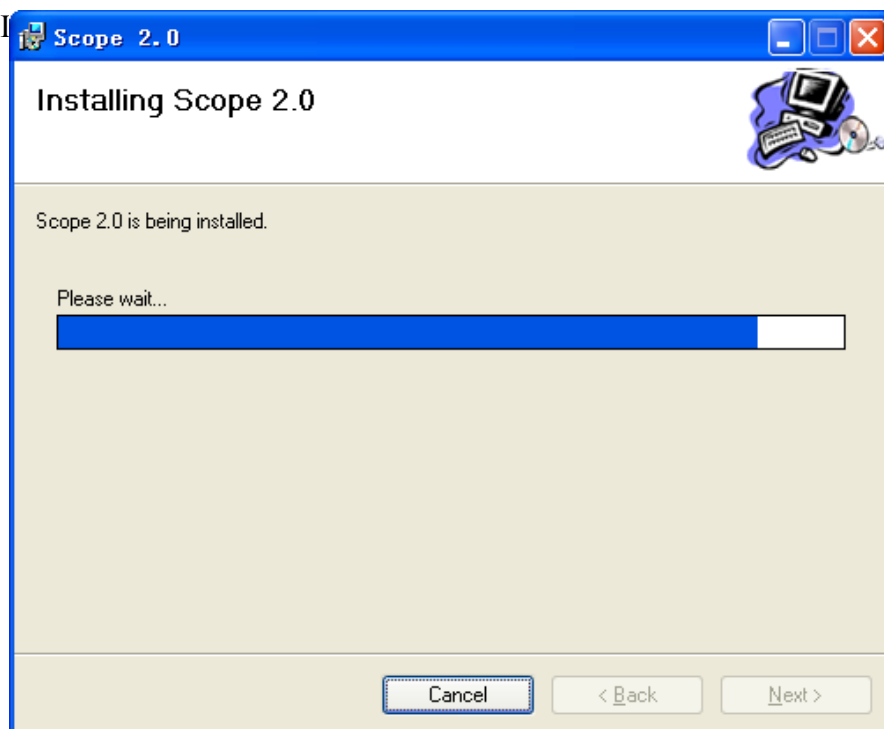 Scope 2.0
Installing Scope 2.0
Scope 2.0 is being installed.
Please wait...
Cancel
< Back
Next >